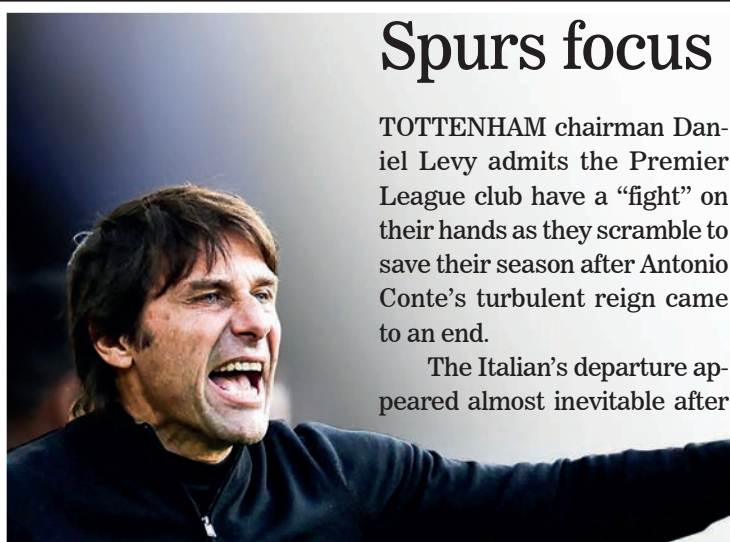 Spurs focus
TOTTENHAM chairman Dan-
iel Levy admits the Premier
League club have a “fight” on
their hands as they scramble to
save their season after Antonio
Conte’s turbulent reign came
to an end.
The Italian’s departure ap-
peared almost inevitable after